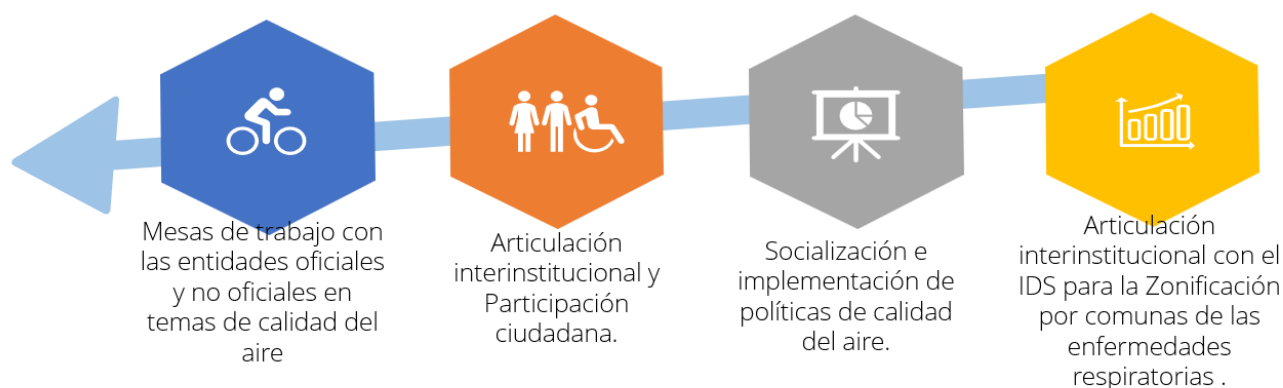 Mesas de trabajo con
las entidades oficiales
y no oficiales en
temas de calidad del
aire
Articulación
interinstitucional y
Participación
ciudadana.
Socialización e
implementación de
políticas de calidad
del aire.
Articulación
interinstitucional con el
IDS para la Zonificación
por comunas de las
enfermedades
respiratorias .